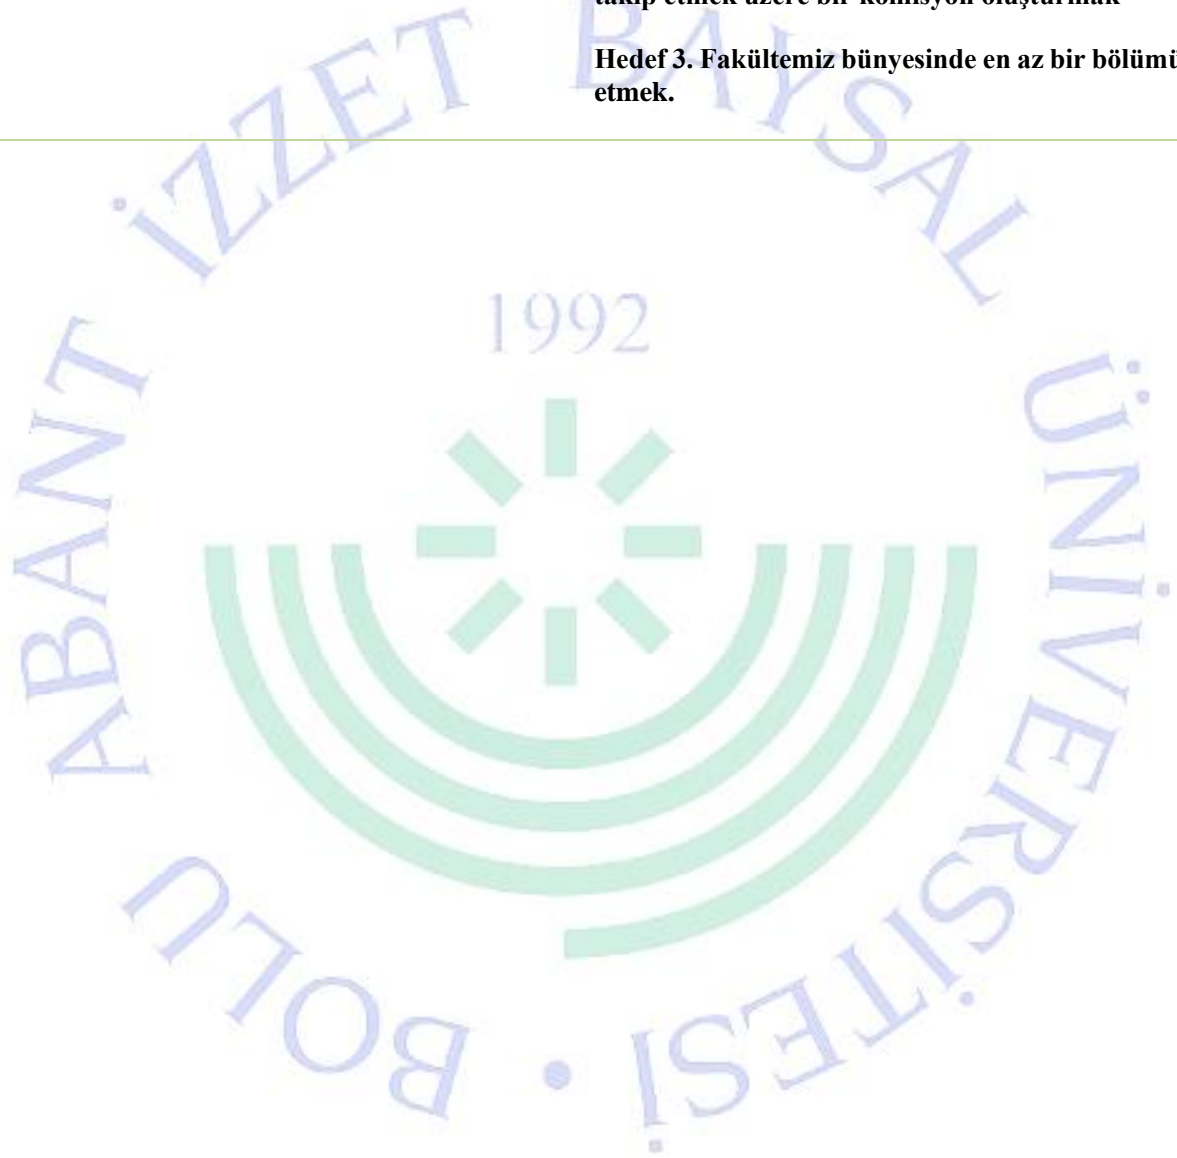 takip etmek üzere bir komisyon oluşturmak
Hedef 3. Fakültemiz bünyesinde en az bir bölümü
etmek.
BOLU ABANT İZZET BAYSAL ÜNİVERSİTESİ
1992